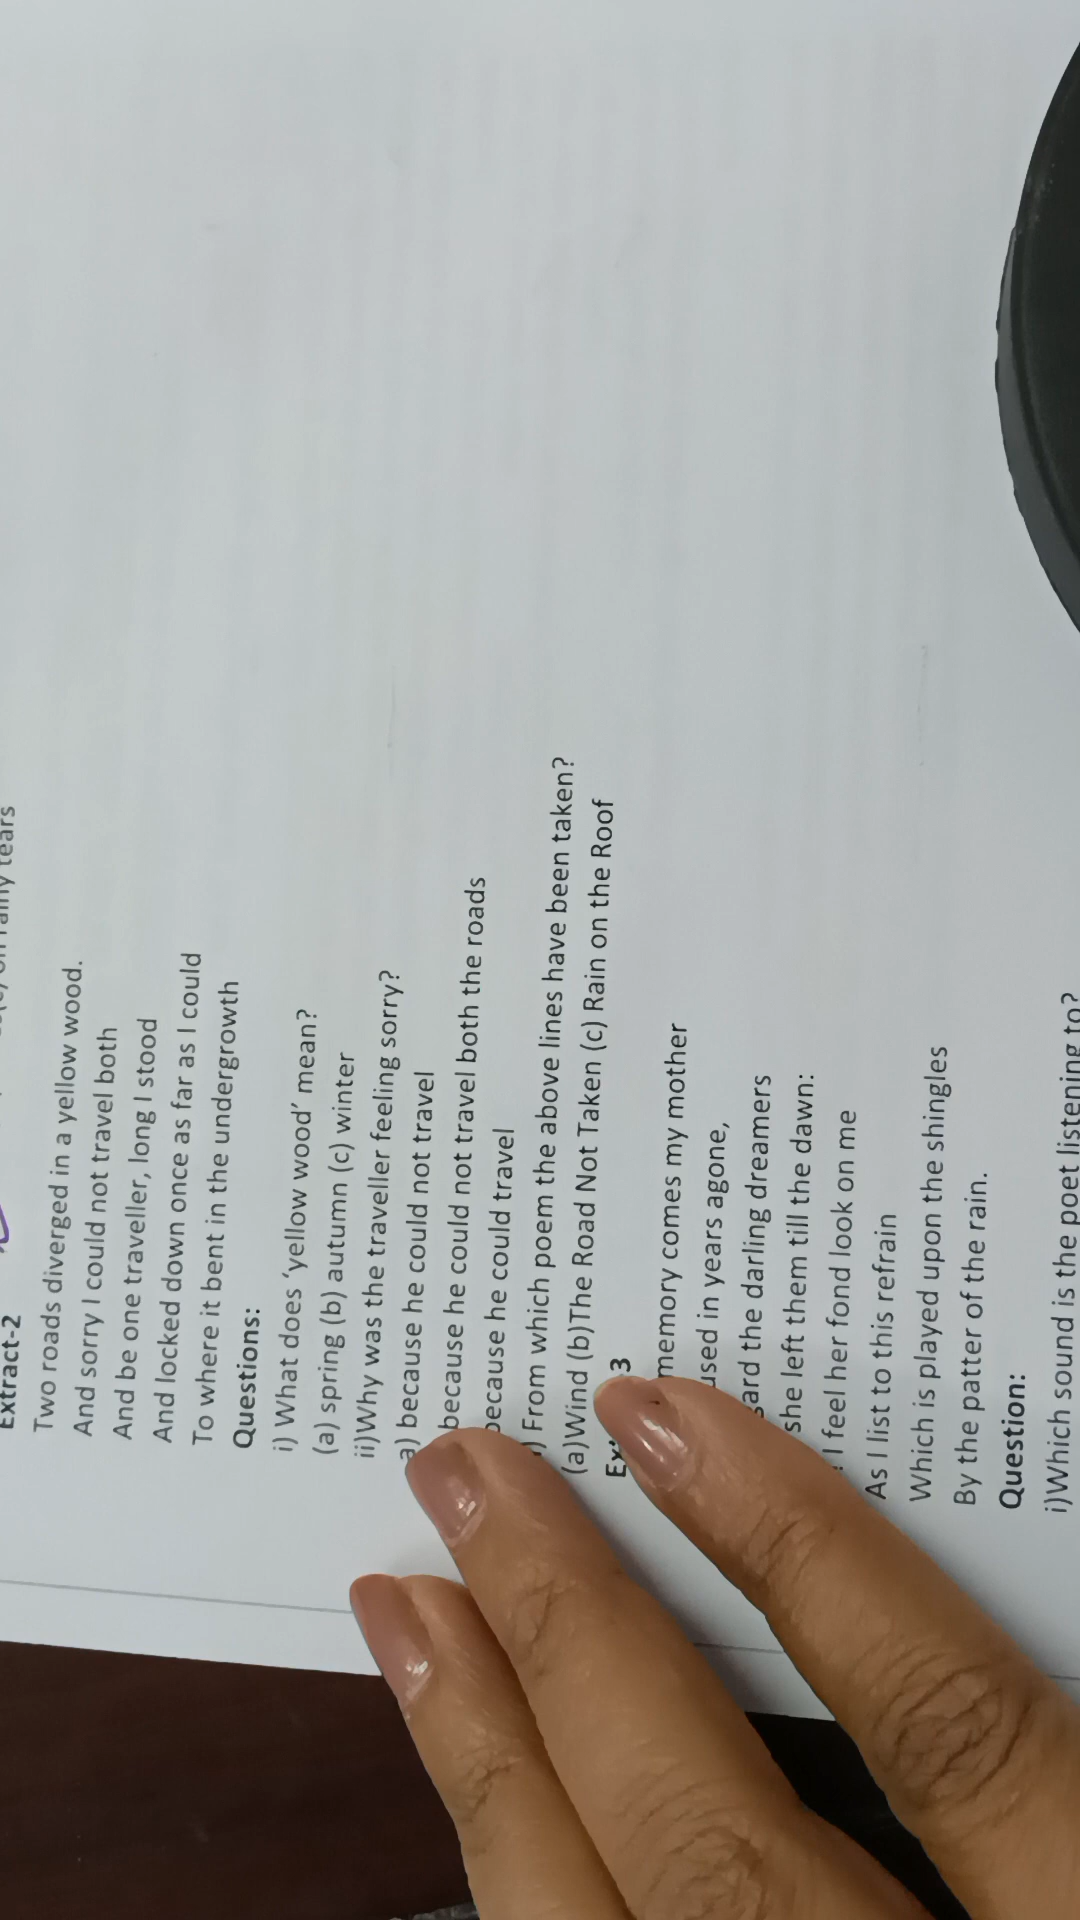 rainy tears
Extract-2
Two roads diverged in a yellow wood.
And sorry I could not travel both
And be one traveller, long I stood
And locked down once as far as I could
To where it bent in the undergrowth
Questions:
i) What does ‘yellow wood’ mean?
(a) spring (b) autumn (c) winter
ii)Why was the traveller feeling sorry?
a) because he could not travel
because he could not travel both the roads
because he could travel
i) From which poem the above lines have been taken?
(a)Wind (b)The Road Not Taken (c) Rain on the Roof
Ex 3
memory comes my mother
used in years agone,
the darling dreamers
she left them till the dawn:
! I feel her fond look on me
As I list to this refrain
Which is played upon the shingles
By the patter of the rain.
Question:
i)Which sound is the poet listening to?